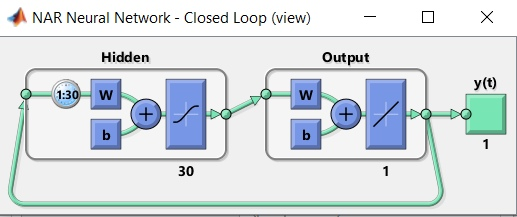 NAR Neural Network - Closed Loop (view)
Hidden
Output
1:30
W
b
+
30
W
b
+
1
y(t)
1